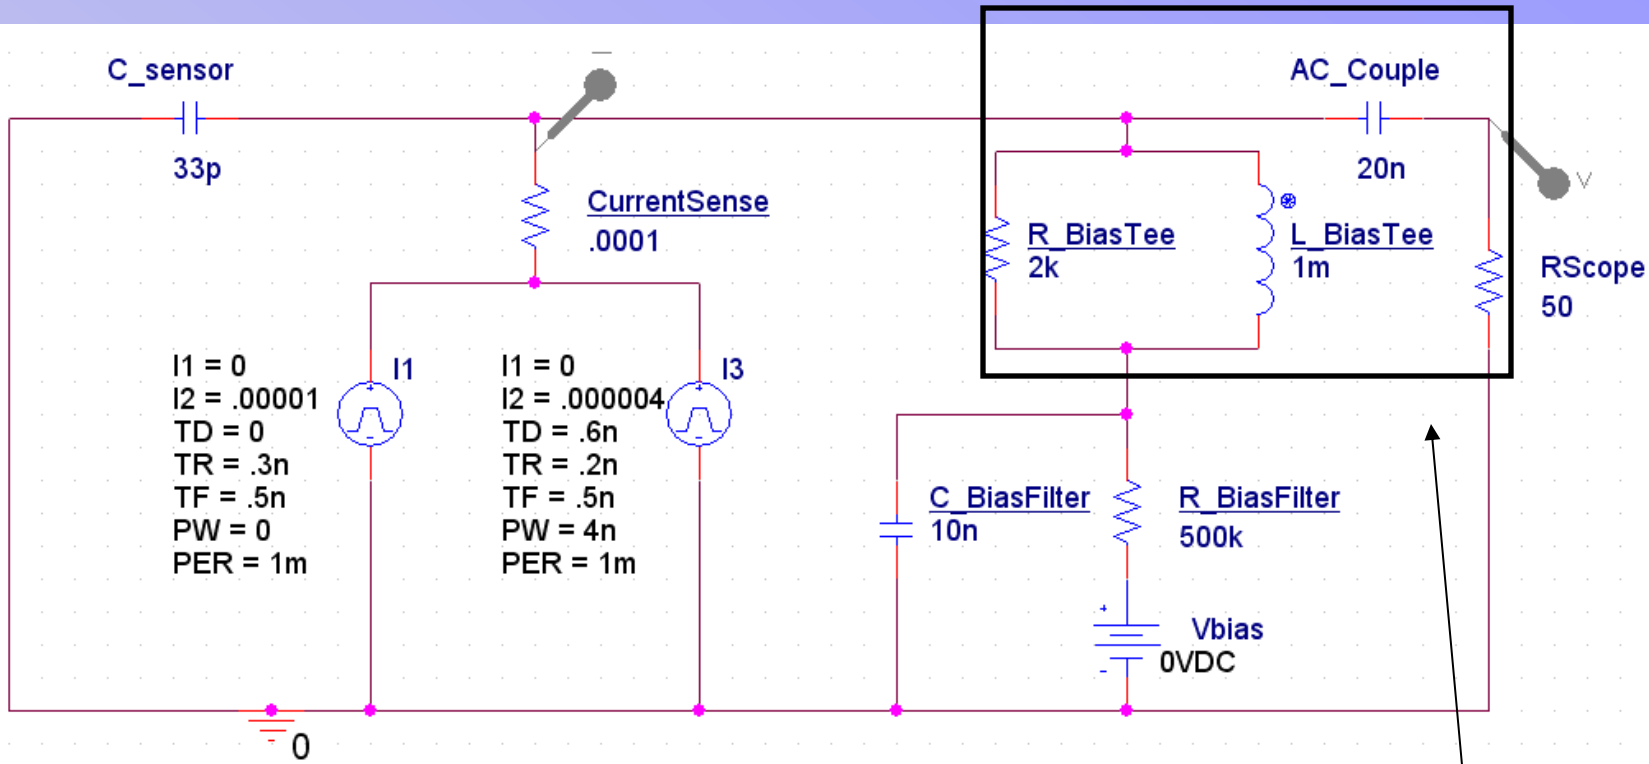 C_sensor
33p
CurrentSense
.0001
I1 = 0
I2 = .00001
TD = 0
TR = .3n
TF = .5n
PW = 0
PER = 1m
I1
I1 = 0
I2 = .000004
TD = .6n
TR = .2n
TF = .5n
PW = 4n
PER = 1m
I3
AC_Couple
20n
V
R_BiasTee
2k
L_BiasTee
1m
RScope
50
C_BiasFilter
10n
R_BiasFilter
500k
Vbias
0VDC
0